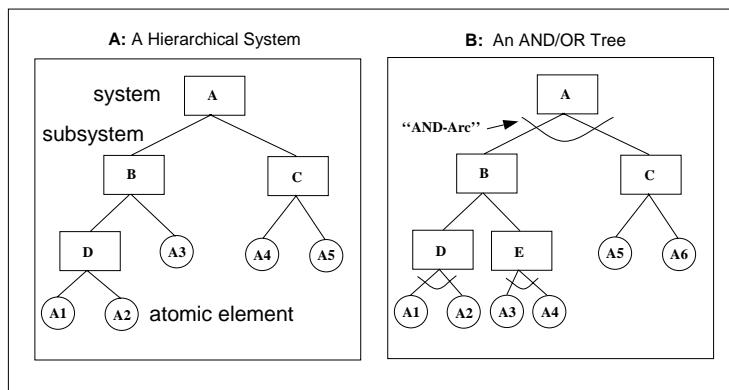 A: A Hierarchical System
system
A
subsystem
B
C
D
A3
A4
A5
A1
A2
atomic element
B: An AND/OR Tree
A
“AND-Arc”
B
C
D
E
A5
A6
A1
A2
A3
A4